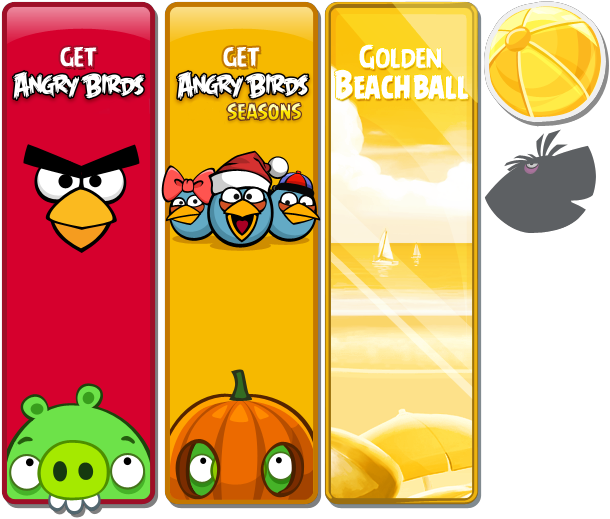 GET
ANGRY BIRDS
GET
ANGRY BIRDS
SEASONS
GOLDEN
BEACH BALL